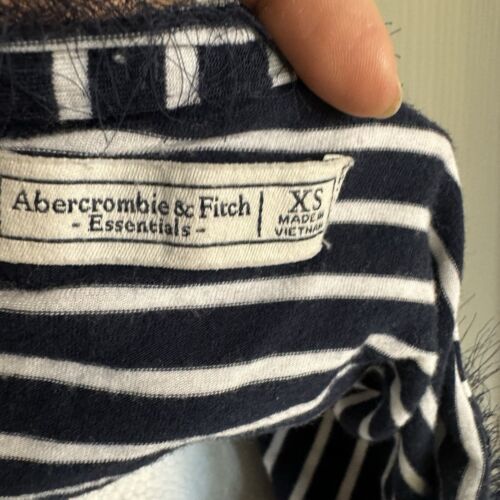 Abercrombie & Fitch
- Essentials -
XS
MADE IN
VIETNAM